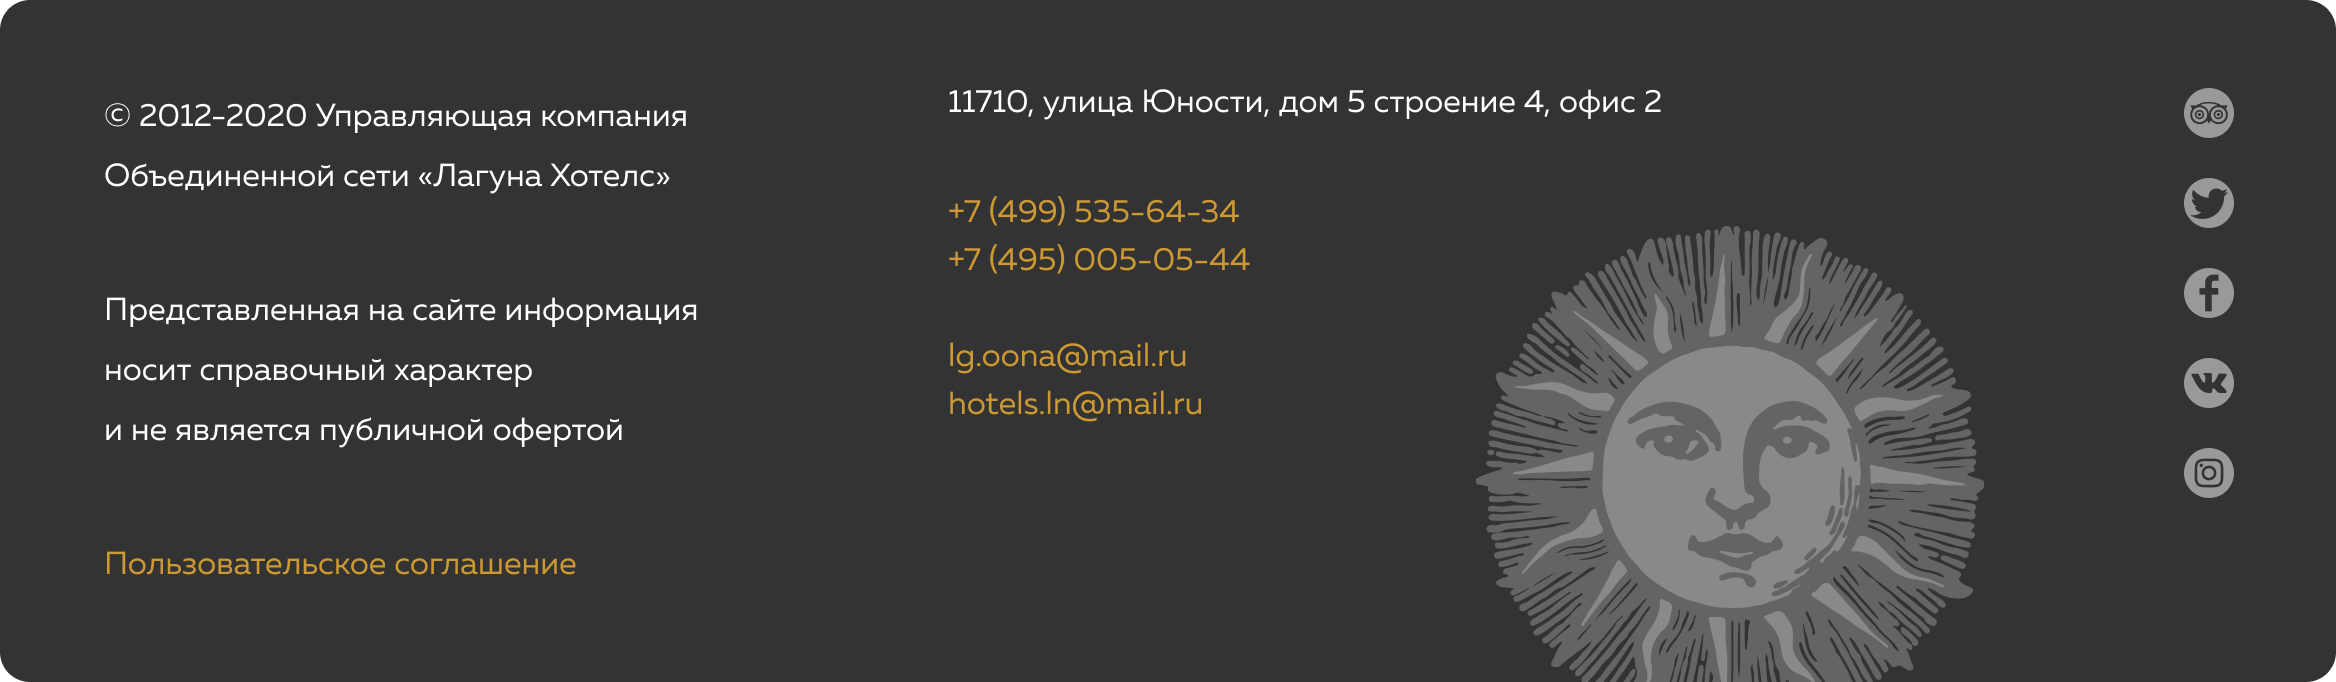 © 2012-2020 Управляющая компания
Объединенной сети «Лагуна Хотелс»
Представленная на сайте информация
носит справочный характер
и не является публичной офертой
Пользовательское соглашение
11710, улица Юности, дом 5 строение 4, офис 2
+7 (499) 535-64-34
+7 (495) 005-05-44
lg.oona@mail.ru
hotels.ln@mail.ru